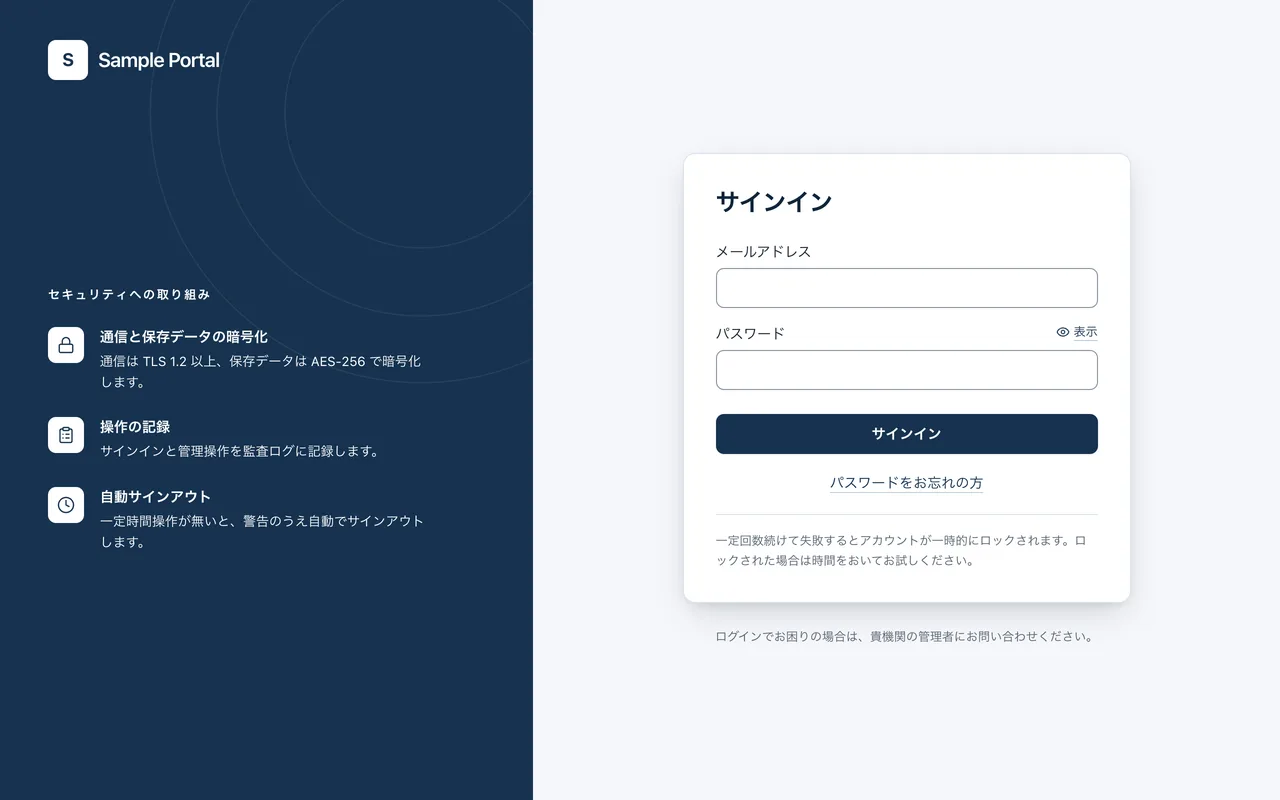 S
Sample Portal
セキュリティへの取り組み
通信と保存データの暗号化
通信は TLS 1.2 以上、保存データは AES-256 で暗号化
します。
操作の記録
サインインと管理操作を監査ログに記録します。
自動サインアウト
一定時間操作が無いと、警告のうえ自動でサインアウト
します。
サインイン
メールアドレス
パスワード
表示
サインイン
パスワードをお忘れの方
一定回数続けて失敗するとアカウントが一時的にロックされます。ロ
ックされた場合は時間をおいてお試しください。
ログインでお困りの場合は、貴機関の管理者にお問い合わせください。